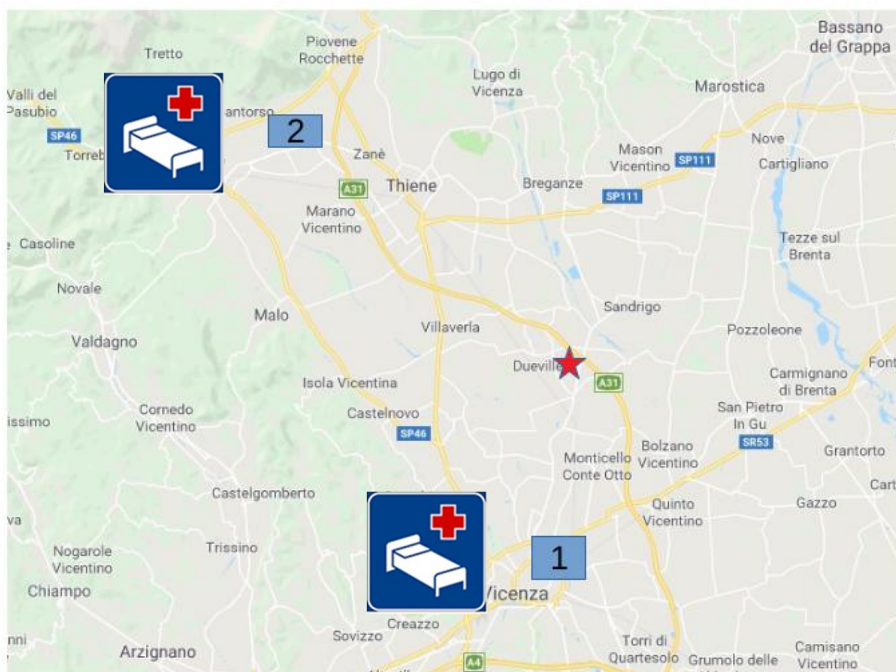 Bassano
del Grappa
Tretto
Piovene
Rocchette
Lugo di
Vicenza
Marostica
Valli del
Pasubio
antorso
SP46
Torreb
2
Zanè
Mason
Vicentino
SP111
Nove
Cartigliano
Thiene
A31
Breganze
SP111
Marano
Vicentino
Casoline
Tezze sul
Brenta
Novale
Malo
Sandrigo
Villaverla
Pozzoleone
Valdagno
Dueville
Isola Vicentina
A31
Carmignano
di Brenta
Font
issimo
Cornedo
Vicentino
Castelnovo
San Pietro
In Gu
SP46
SR53
Monticello
Conte Otto
Bolzano
Vicentino
Grantorto
Castelgomberto
Quinto
Vicentino
Gazzo
Cart
va
Trissino
Nogarole
Vicentino
1
Chiampo
Vicenza
Creazzo
Sovizzo
nni
Arzignano
A4
Torri di
Quartesolo
Grumolo delle
Camisano
Vicentino